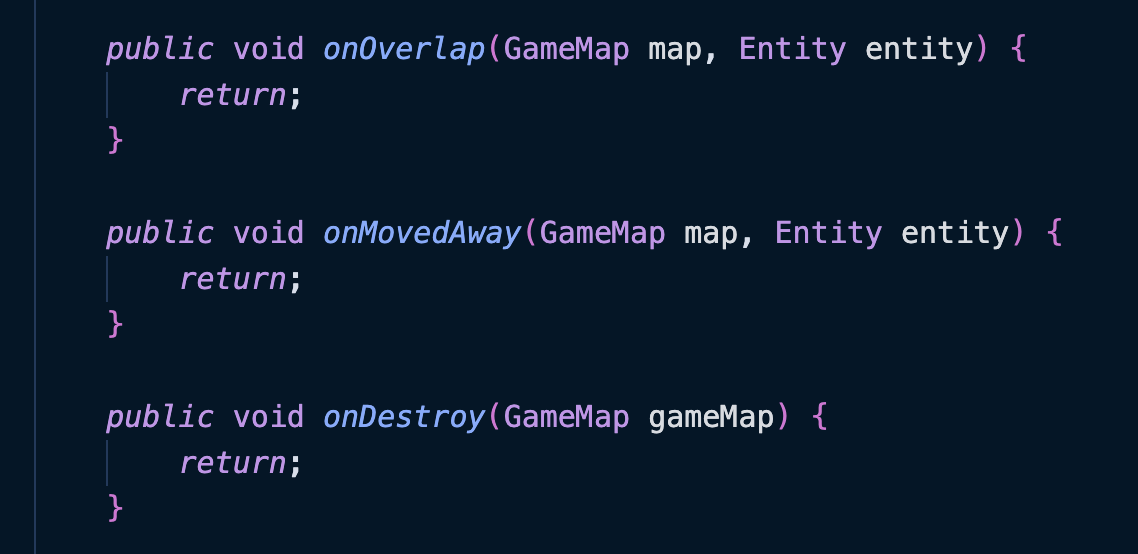 public void onOverlap(GameMap map, Entity entity) {
    return;
}

public void onMovedAway(GameMap map, Entity entity) {
    return;
}

public void onDestroy(GameMap gameMap) {
    return;
}